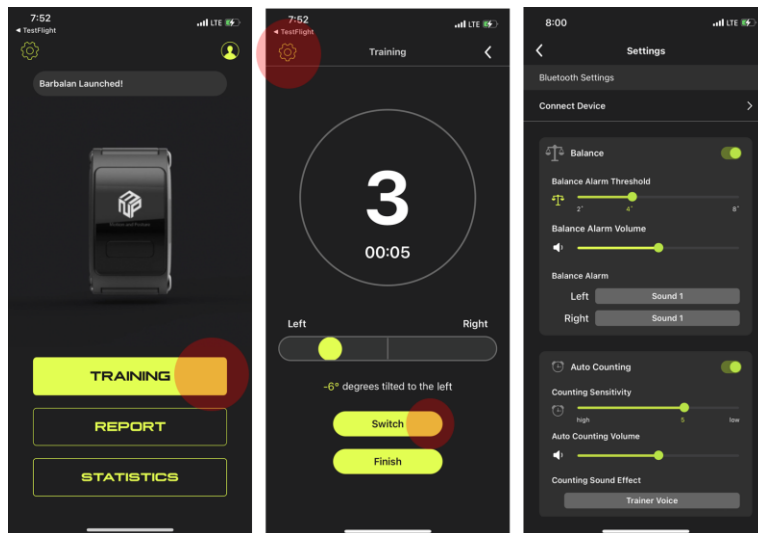 7:52
LTE
◄ TestFlight
Barbalan Launched!
TRAINING
REPORT
STATISTICS
7:52
LTE
◄ TestFlight
Training
3
00:05
Left Right
-6° degrees tilted to the left
Switch
Finish
8:00
LTE
Settings
Bluetooth Settings
Connect Device
Balance
Balance Alarm Threshold
2° 4° 8°
Balance Alarm Volume
Balance Alarm
Left Sound 1
Right Sound 1
Auto Counting
Counting Sensitivity
high 5 low
Auto Counting Volume
Counting Sound Effect
Trainer Voice